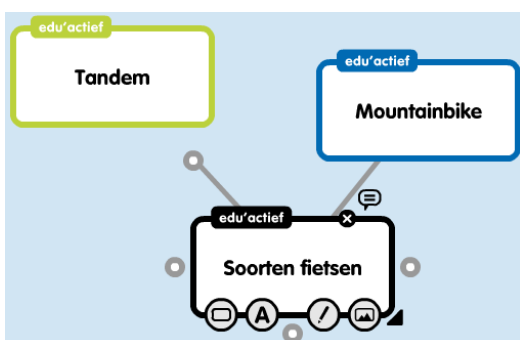 edu'actief
Tandem
edu'actief
Mountainbike
edu'actief
Soorten fietsen
A